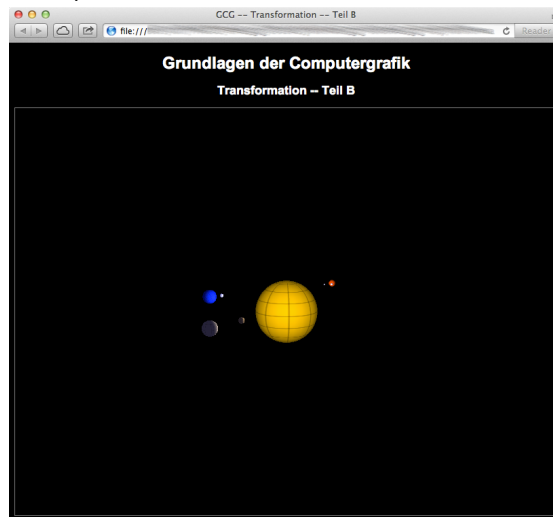 GCG -- Transformation -- Teil B
file:///
Reader
Grundlagen der Computergrafik
Transformation -- Teil B